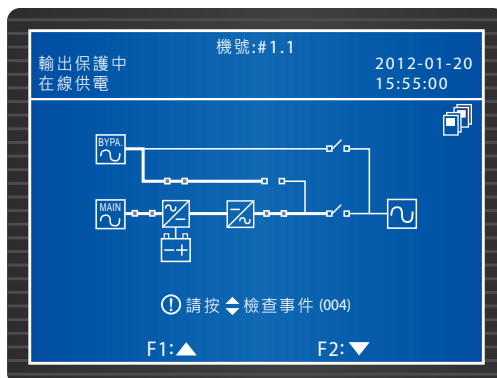 機號:#1.1
輸出保護中
在線供電
2012-01-20
15:55:00
BYPA.
MAIN
請按檢查事件 (004)
F1:
F2: